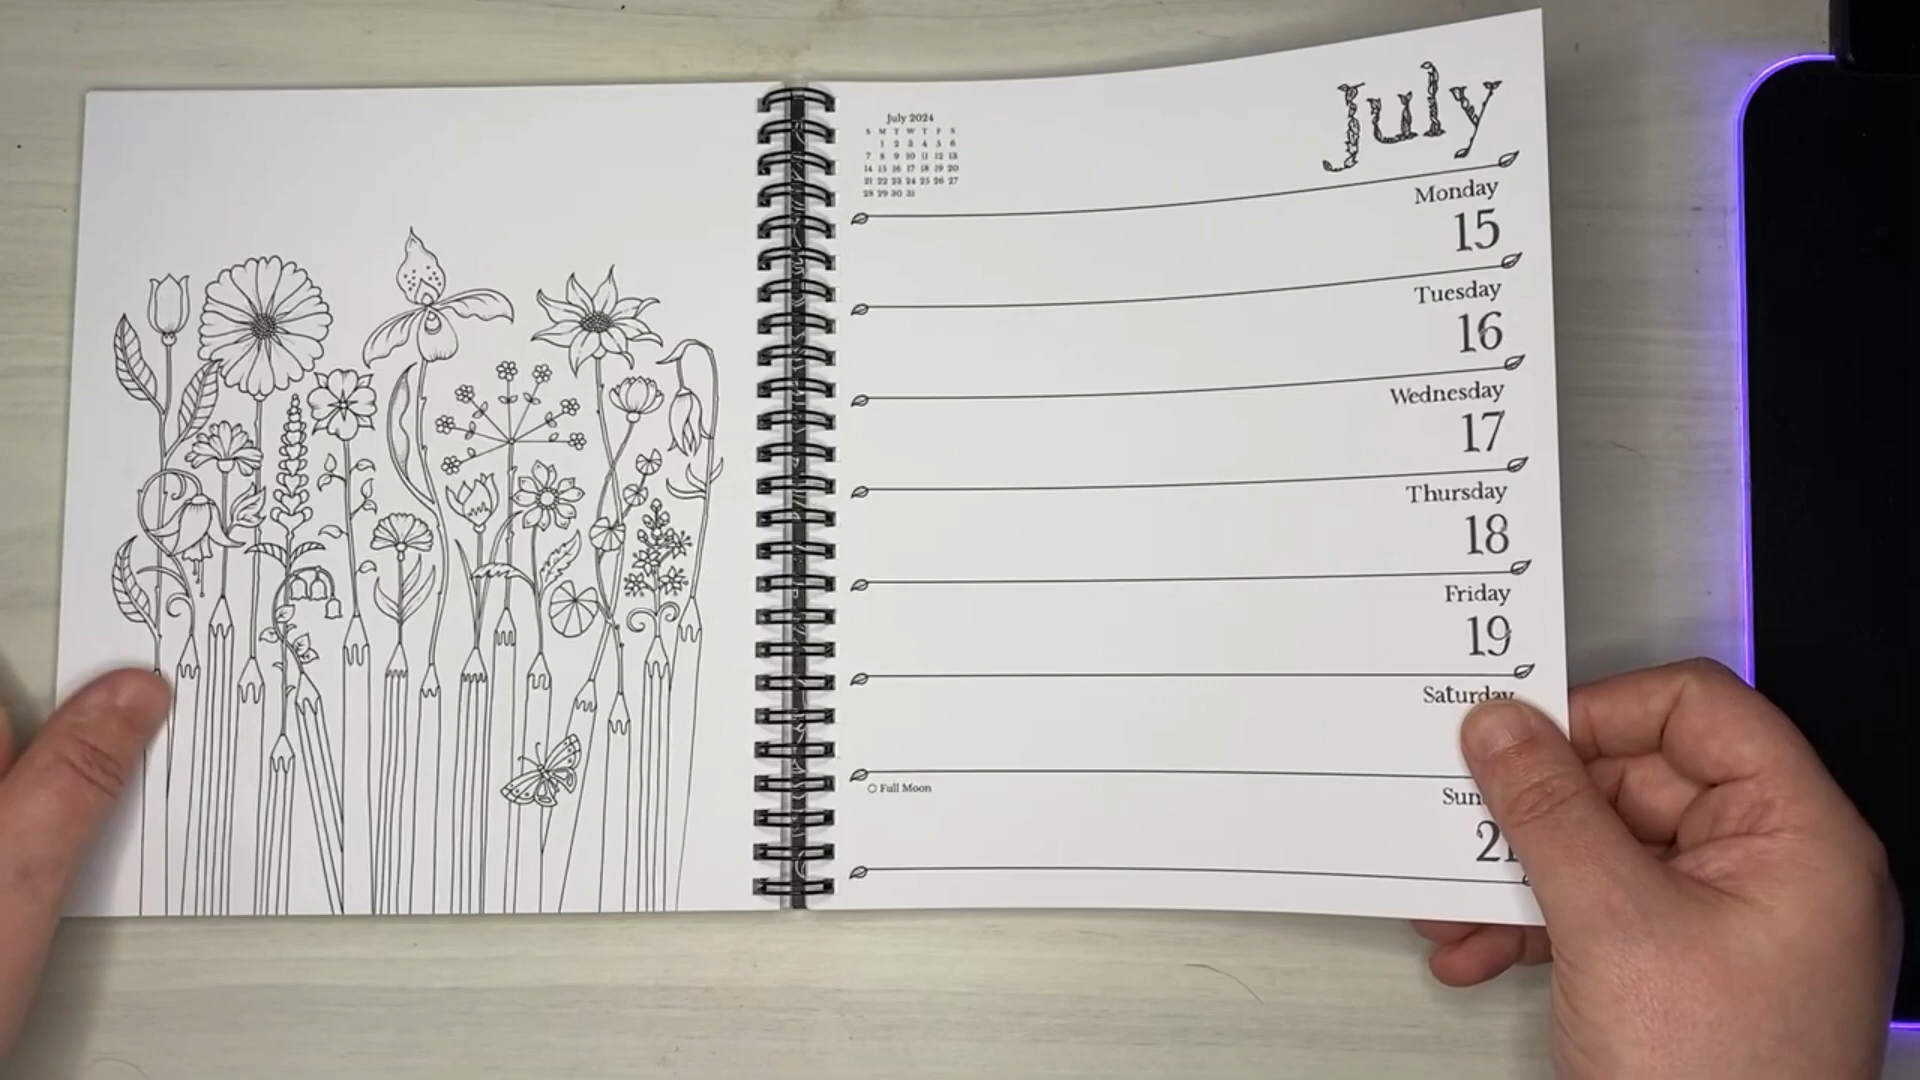 July 2024
S M T W T F S
1 2 3 4 5 6
7 8 9 10 11 12 13
14 15 16 17 18 19 20
21 22 23 24 25 26 27
28 29 30 31
July
Monday
15
Tuesday
16
Wednesday
17
Thursday
18
Friday
19
Saturday
Full Moon
Sun
21